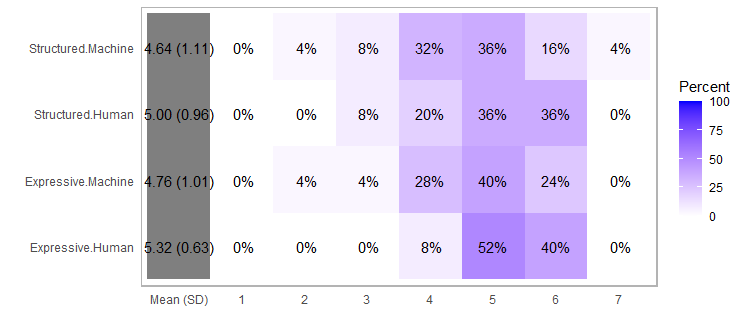 Structured.Machine 4.64 (1.11) 0% 4% 8% 32% 36% 16% 4%
Structured.Human 5.00 (0.96) 0% 0% 8% 20% 36% 36% 0%
Expressive.Machine 4.76 (1.01) 0% 4% 4% 28% 40% 24% 0%
Expressive.Human 5.32 (0.63) 0% 0% 0% 8% 52% 40% 0%
Mean (SD) 1 2 3 4 5 6 7
Percent
100
75
50
25
0